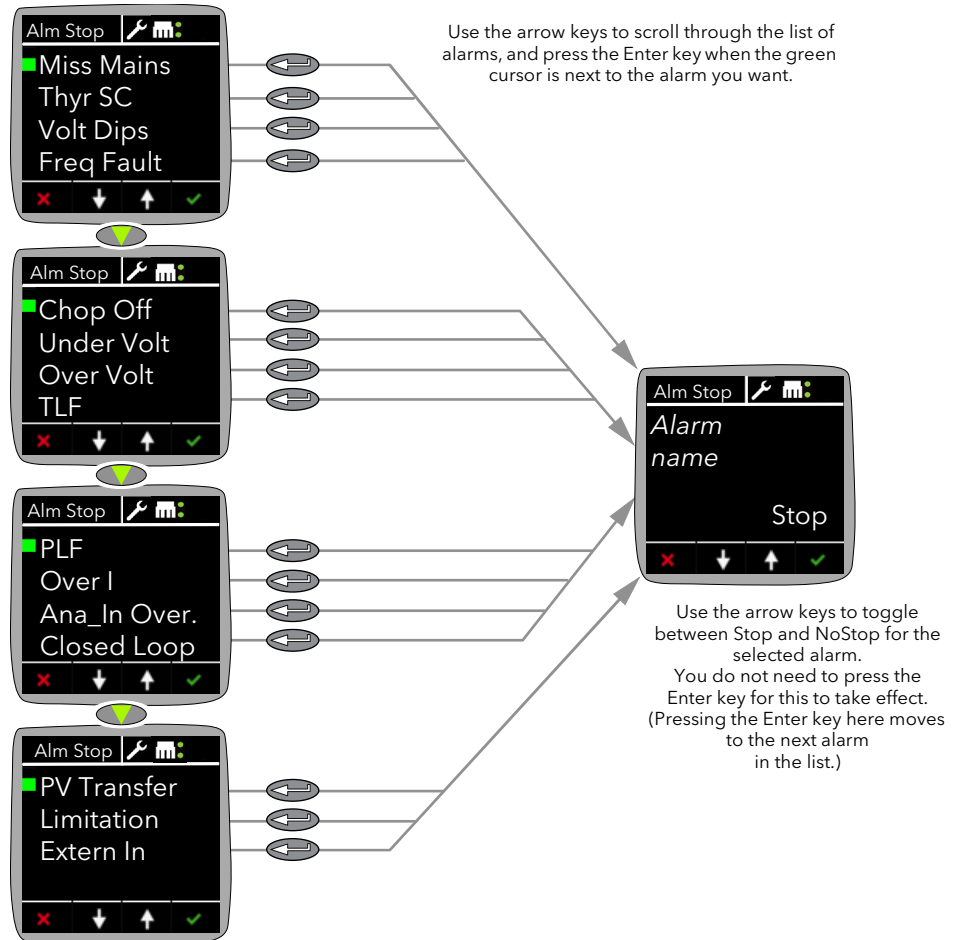 Alm Stop
Miss Mains
Thyr SC
Volt Dips
Freq Fault
Use the arrow keys to scroll through the list of
alarms, and press the Enter key when the green
cursor is next to the alarm you want.
Alm Stop
Chop Off
Under Volt
Over Volt
TLF
Alm Stop
PLF
Over I
Ana_In Over.
Closed Loop
Alm Stop
PV Transfer
Limitation
Extern In
Alm Stop
Alarm
name
Stop
Use the arrow keys to toggle
between Stop and NoStop for the
selected alarm.
You do not need to press the
Enter key for this to take effect.
(Pressing the Enter key here moves
to the next alarm
in the list.)